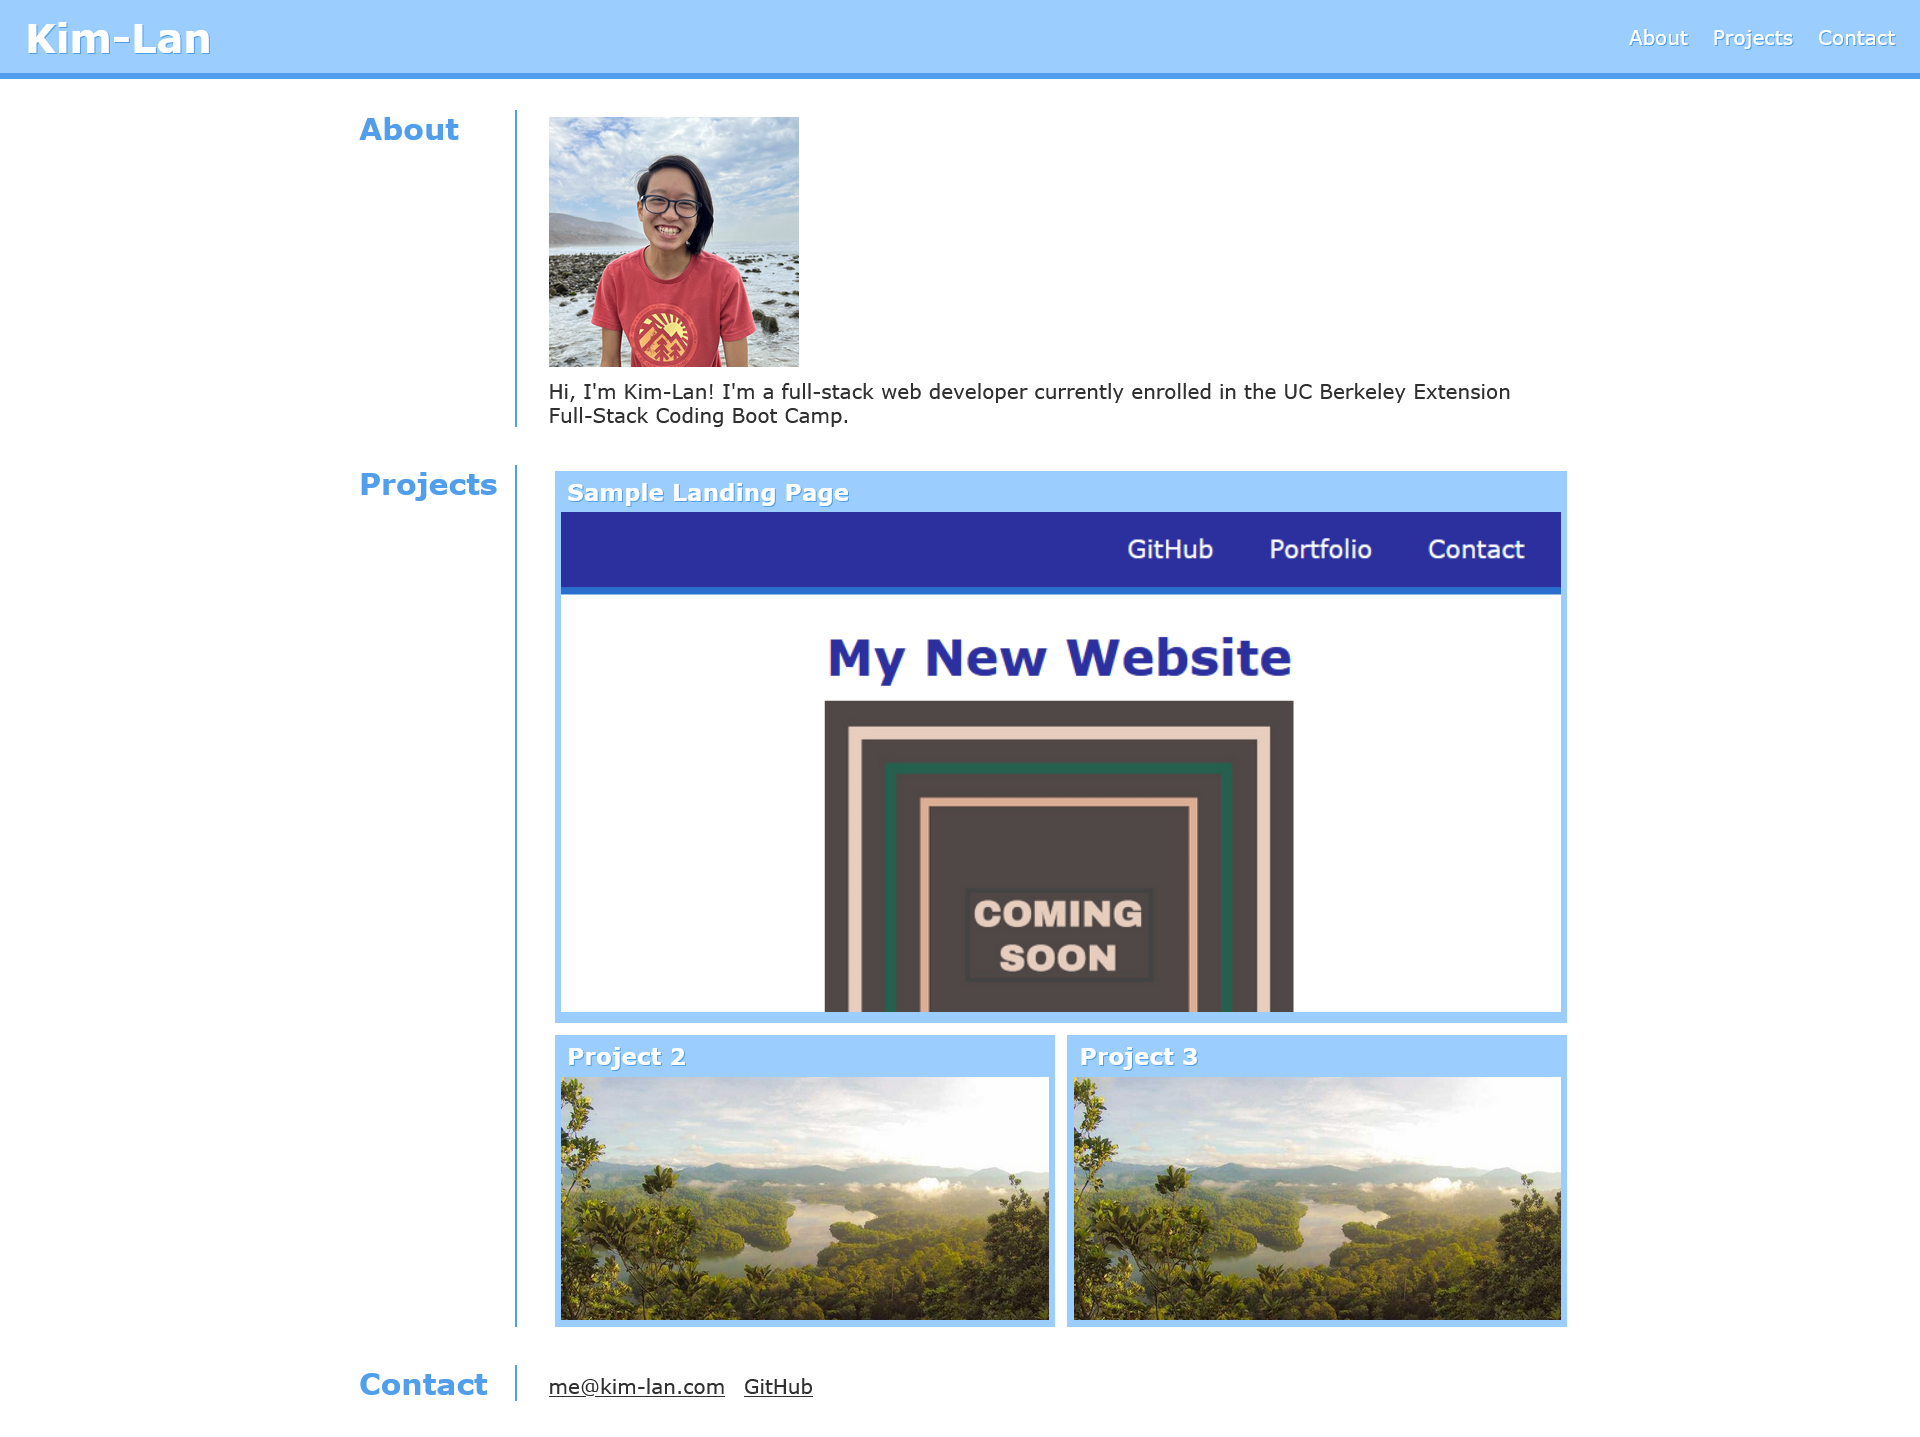 Kim-Lan
About Projects Contact
About
Hi, I'm Kim-Lan! I'm a full-stack web developer currently enrolled in the UC Berkeley Extension
Full-Stack Coding Boot Camp.
Projects
Sample Landing Page
GitHub Portfolio Contact
My New Website
COMING
SOON
Project 2
Project 3
Contact
me@kim-lan.com GitHub